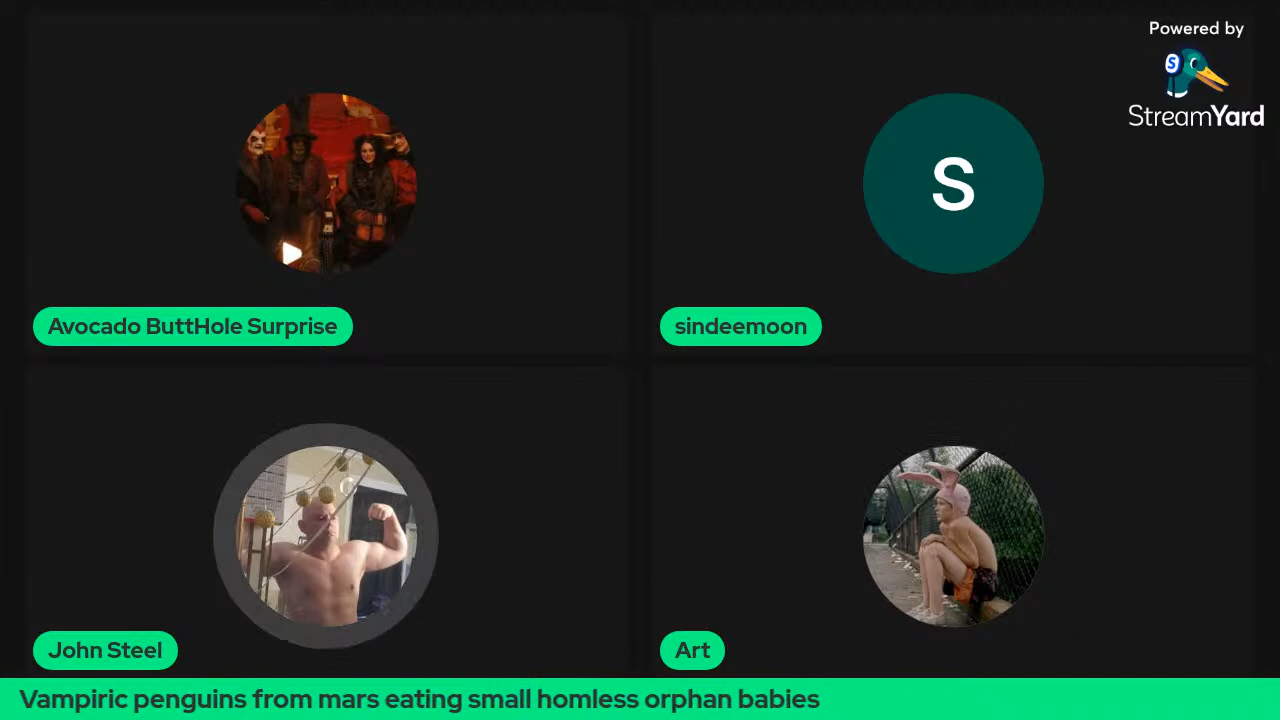 Powered by
StreamYard
S
Avocado ButtHole Surprise
sindeemoon
John Steel
Art
Vampiric penguins from mars eating small homless orphan babies